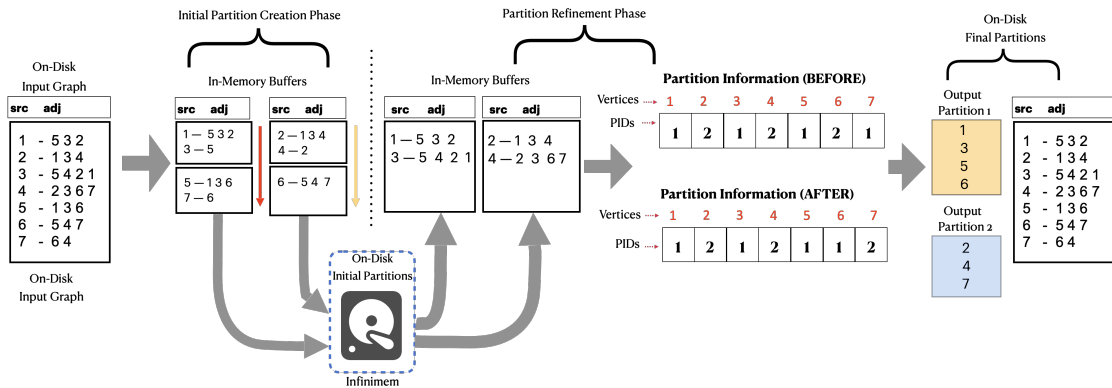 Initial Partition Creation Phase
Partition Refinement Phase
On-Disk
Final Partitions
On-Disk
Input Graph
src adj
1 - 5 3 2
2 - 1 3 4
3 - 5 4 2 1
4 - 2 3 6 7
5 - 1 3 6
6 - 5 4 7
7 - 6 4
On-Disk
Input Graph
In-Memory Buffers
src adj
1 — 5 3 2
3 — 5
5 — 1 3 6
7 — 6
src adj
2 — 1 3 4
4 — 2
6 — 5 4 7
On-Disk
Initial Partitions
Infinimem
In-Memory Buffers
src adj
1 — 5 3 2
3 — 5 4 2 1
src adj
2 — 1 3 4
4 — 2 3 6 7
Partition Information (BEFORE)
Vertices 1 2 3 4 5 6 7
PIDs 1 2 1 2 1 2 1
Partition Information (AFTER)
Vertices 1 2 3 4 5 6 7
PIDs 1 2 1 2 1 1 2
Output
Partition 1
1
3
5
6
Output
Partition 2
2
4
7
src adj
1 - 5 3 2
2 - 1 3 4
3 - 5 4 2 1
4 - 2 3 6 7
5 - 1 3 6
6 - 5 4 7
7 - 6 4